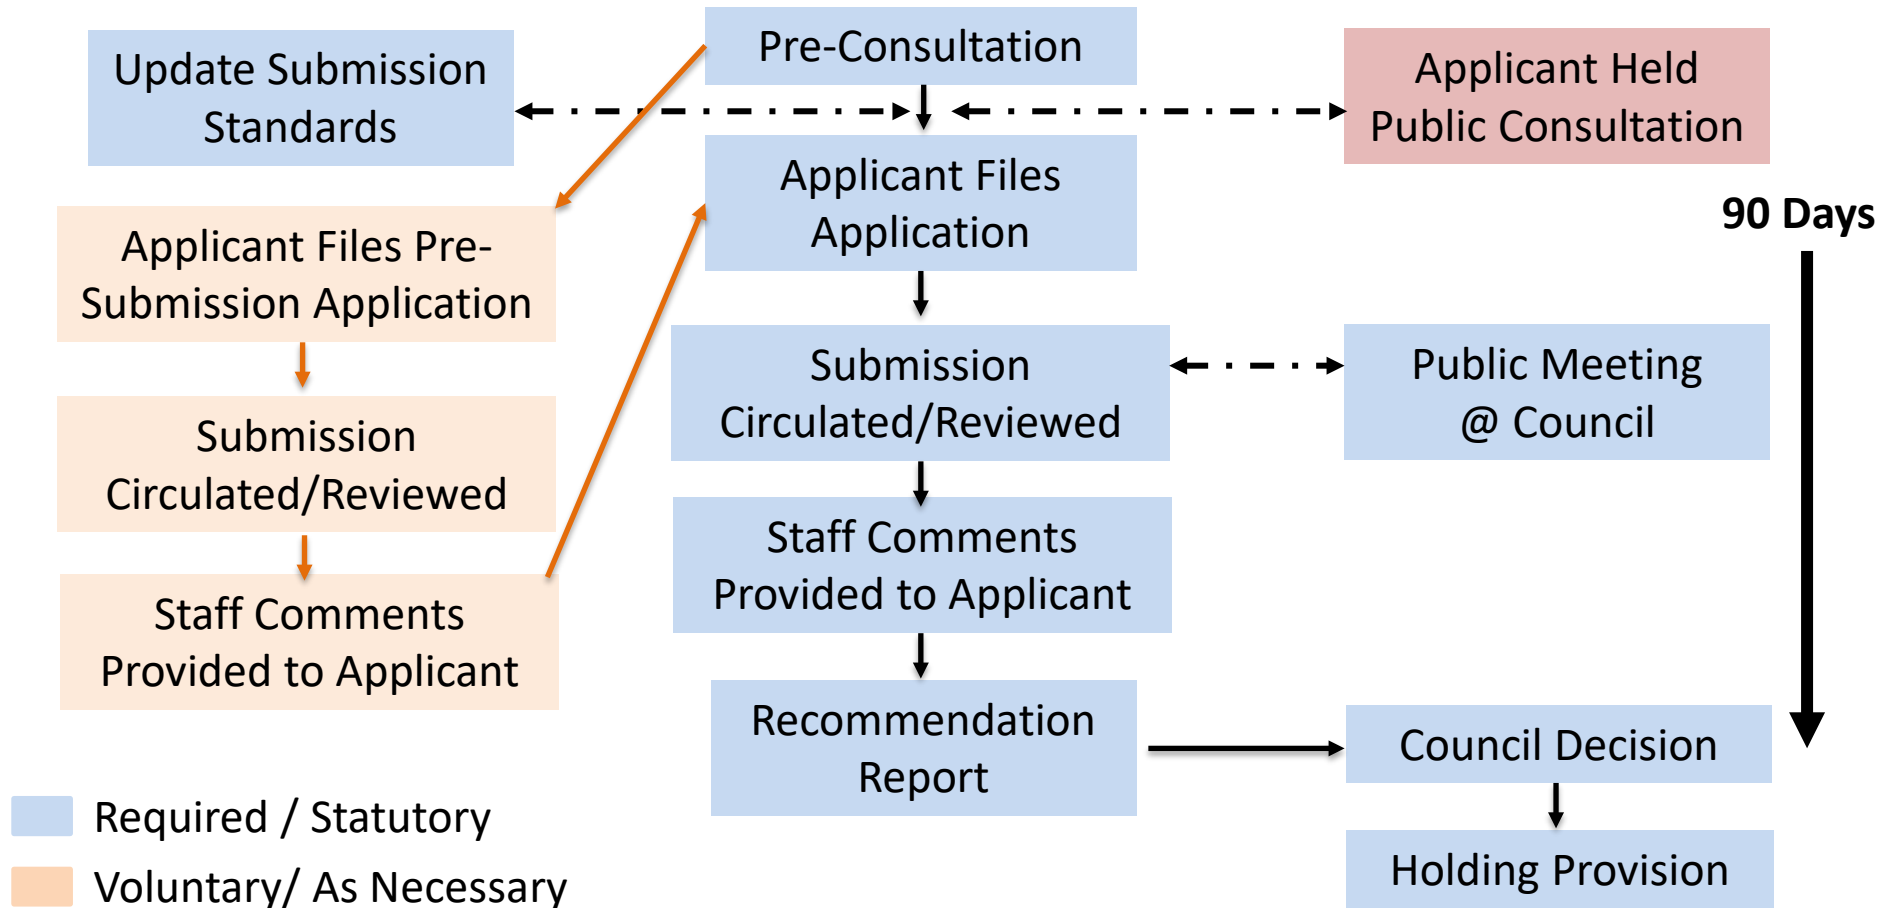 Pre-Consultation
Update Submission
Standards
Applicant Held
Public Consultation
Applicant Files
Application
90 Days
Applicant Files Pre-
Submission Application
Submission
Circulated/Reviewed
Public Meeting
@ Council
Submission
Circulated/Reviewed
Staff Comments
Provided to Applicant
Staff Comments
Provided to Applicant
Recommendation
Report
Council Decision
Holding Provision
Required / Statutory
Voluntary/ As Necessary